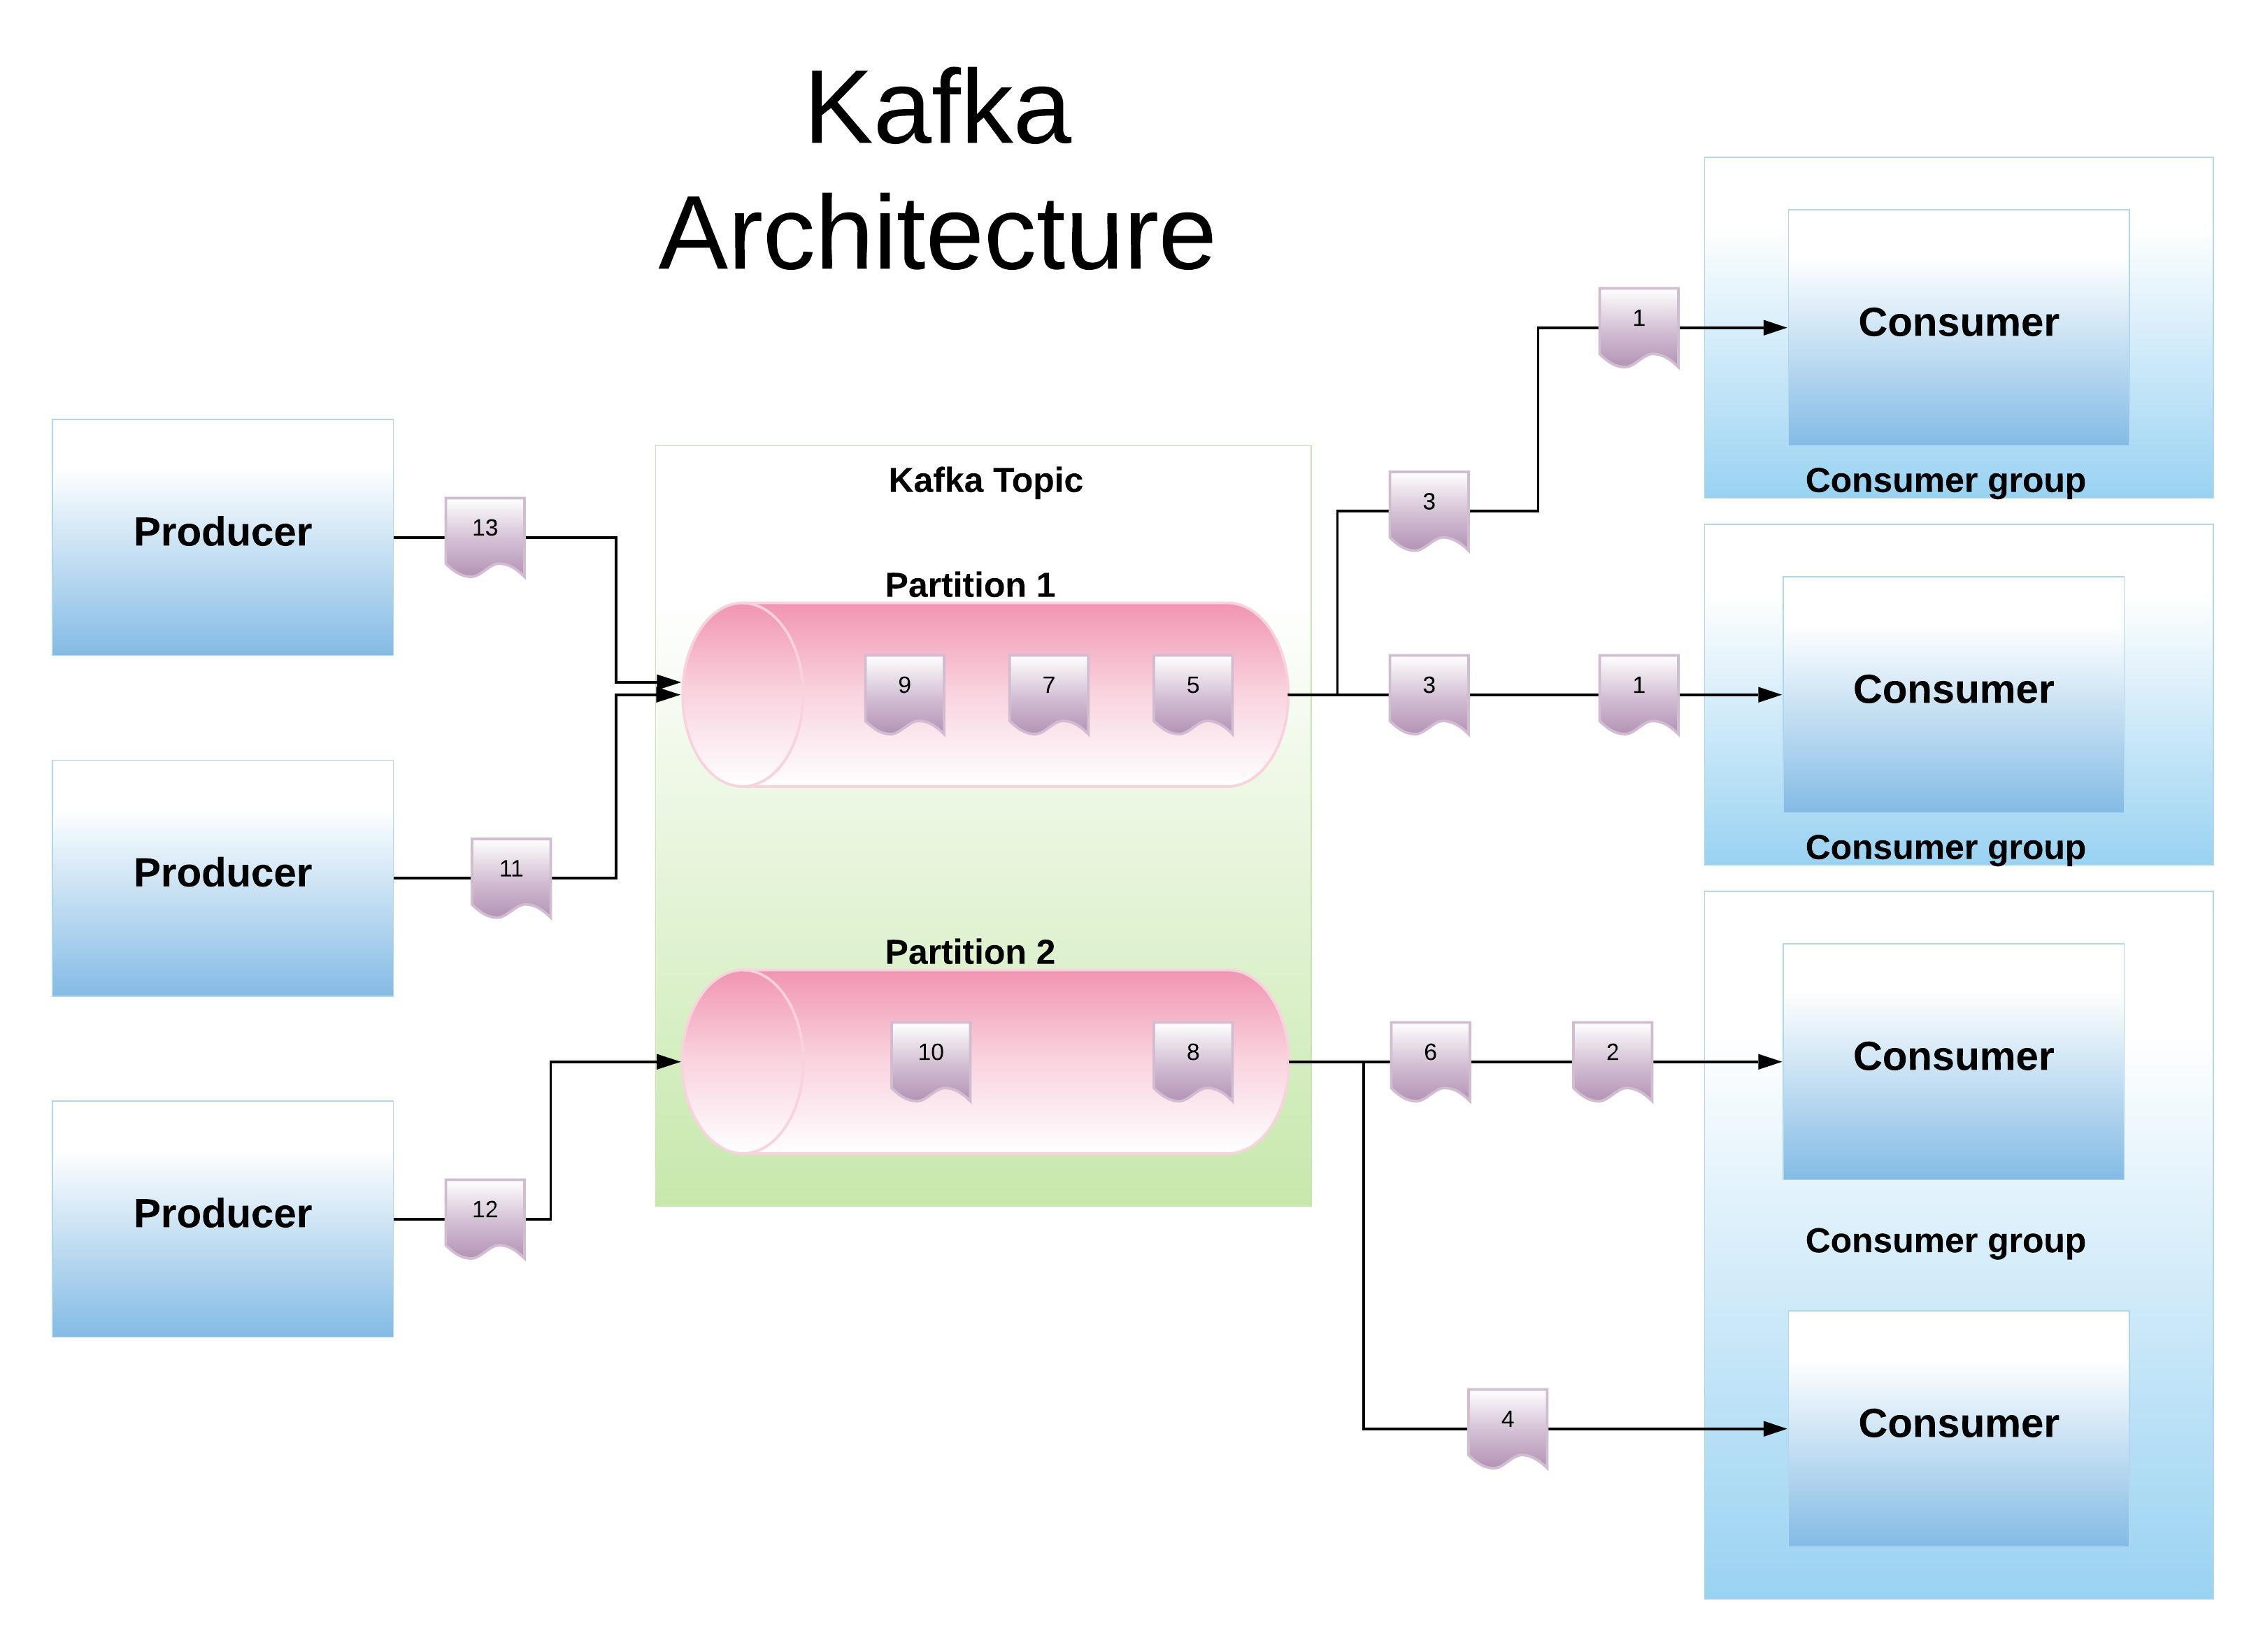 Kafka
Architecture
Producer
13
Producer
11
Producer
12
Kafka Topic
Partition 1
9
7
5
Partition 2
10
8
3
1
Consumer
Consumer group
3
1
Consumer
Consumer group
6
2
Consumer
Consumer group
4
Consumer